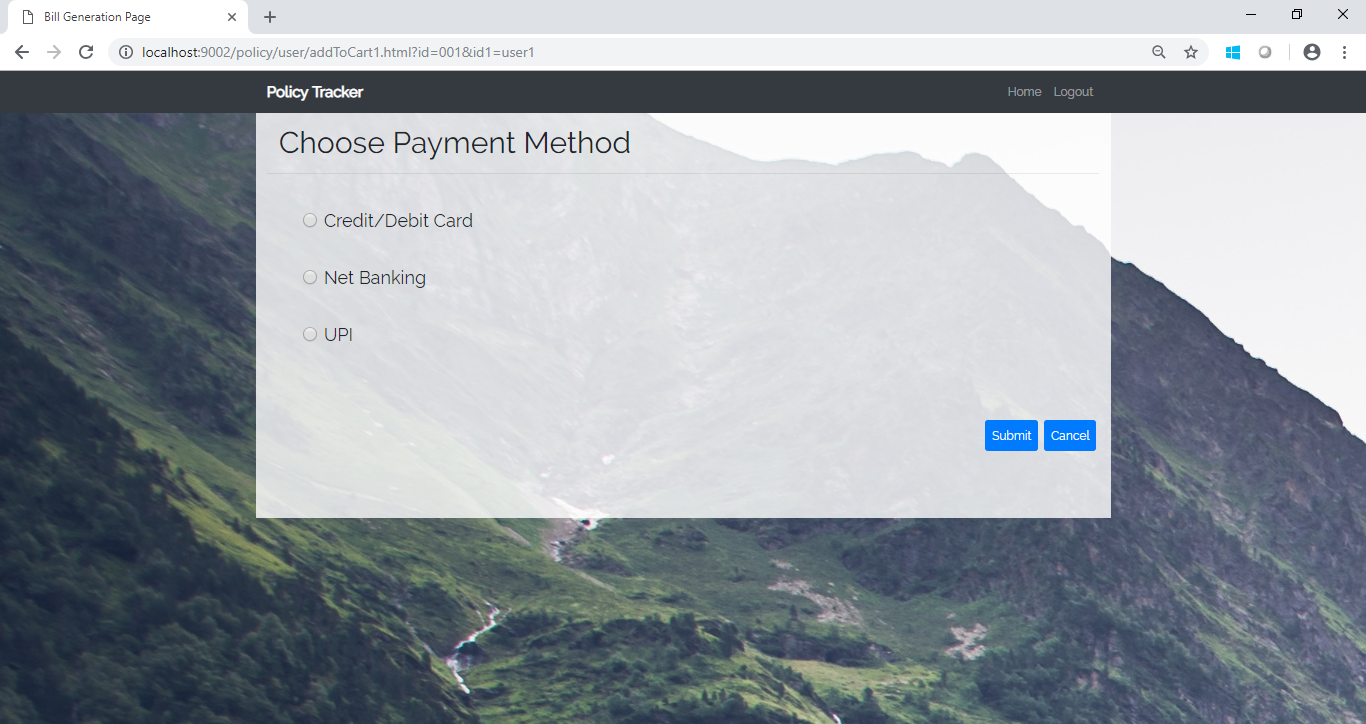 Bill Generation Page
localhost:9002/policy/user/addToCart1.html?id=001&id1=user1
Policy Tracker Home Logout
Choose Payment Method
Credit/Debit Card
Net Banking
UPI
Submit Cancel